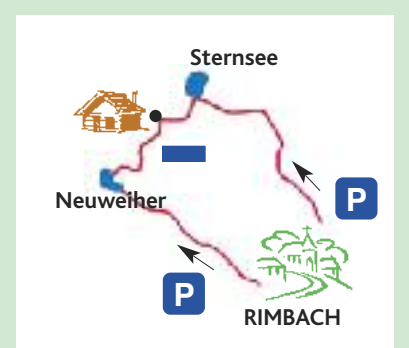 Sternsee
Neuweiher
P
P
RIMBACH